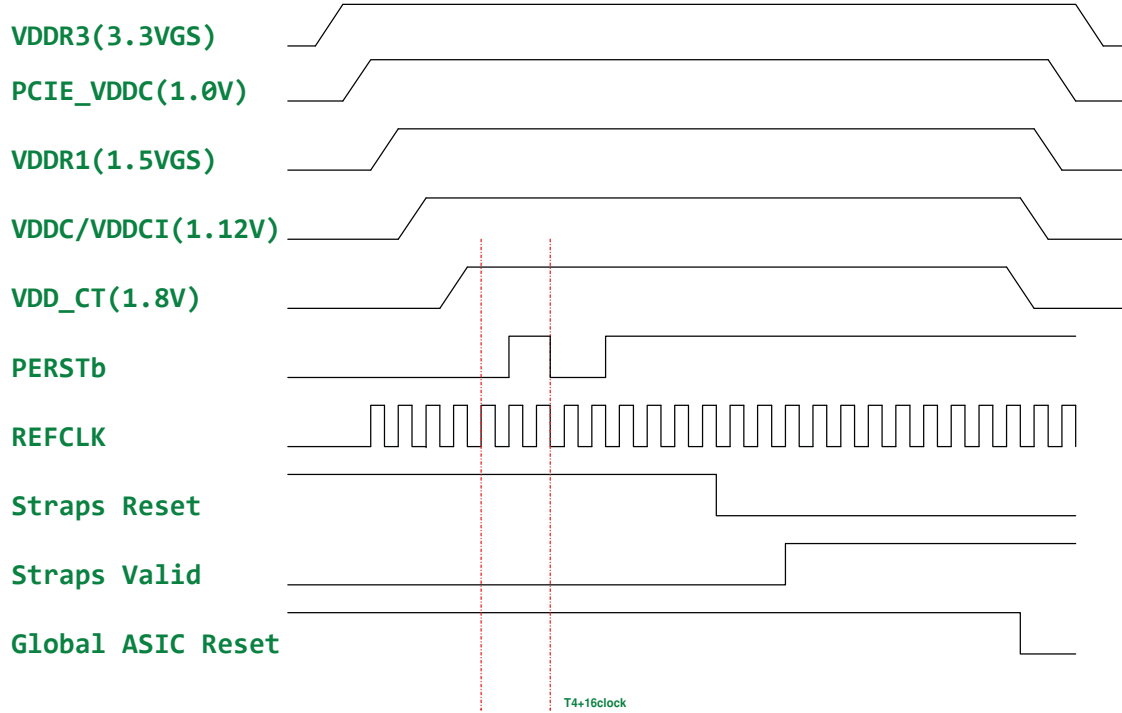 VDDR3(3.3VGS)
PCIE_VDDC(1.0V)
VDDR1(1.5VGS)
VDDC/VDDCI(1.12V)
VDD_CT(1.8V)
PERSTb
REFCLK
Straps Reset
Straps Valid
Global ASIC Reset
T4+16clock